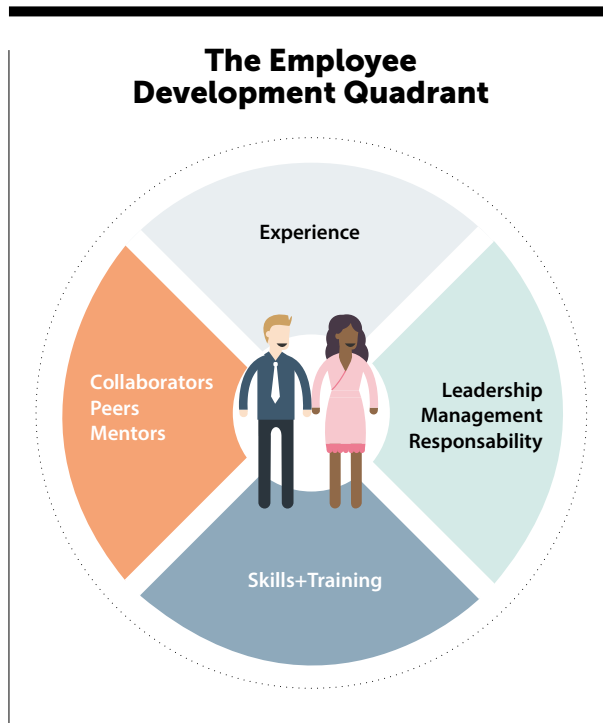 The Employee
Development Quadrant
Experience
Collaborators
Peers
Mentors
Leadership
Management
Responsability
Skills+Training